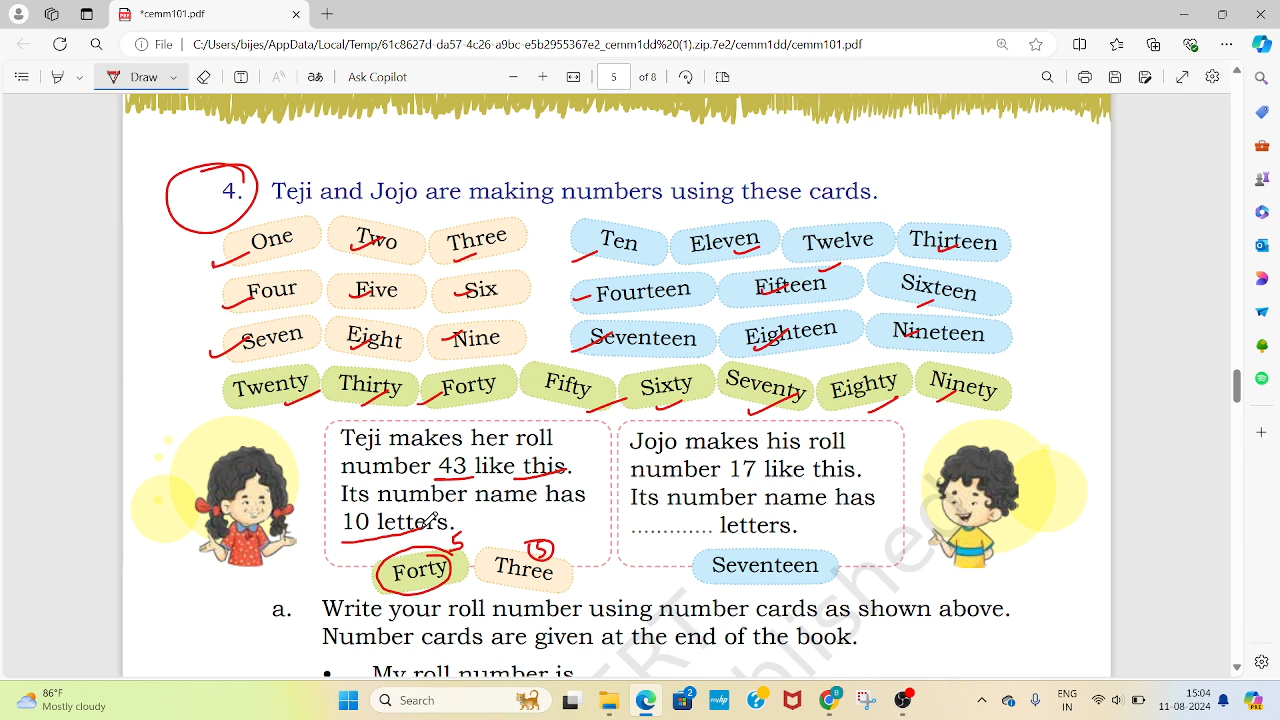 *cemm101.pdf
File
C:/Users/bijes/AppData/Local/Temp/61c8627d-da57-4c26-a9bc-e5b2955367e2_cemm1dd%20(1).zip.7e2/cemm1dd/cemm101.pdf
Draw
Ask Copilot
5 of 8
4. Teji and Jojo are making numbers using these cards.
One Two Three Ten Eleven Twelve Thirteen
Four Five Six Fourteen Fifteen Sixteen
Seven Eight Nine Seventeen Eighteen Nineteen
Twenty Thirty Forty Fifty Sixty Seventy Eighty Ninety
Teji makes her roll
number 43 like this.
Its number name has
10 letters.
5 5
Forty Three
Jojo makes his roll
number 17 like this.
Its number name has
............. letters.
Seventeen
a. Write your roll number using number cards as shown above.
Number cards are given at the end of the book.
• My roll number is
86°F
Mostly cloudy
Search
2
8
ENG
IN
15:04
11-08-2024